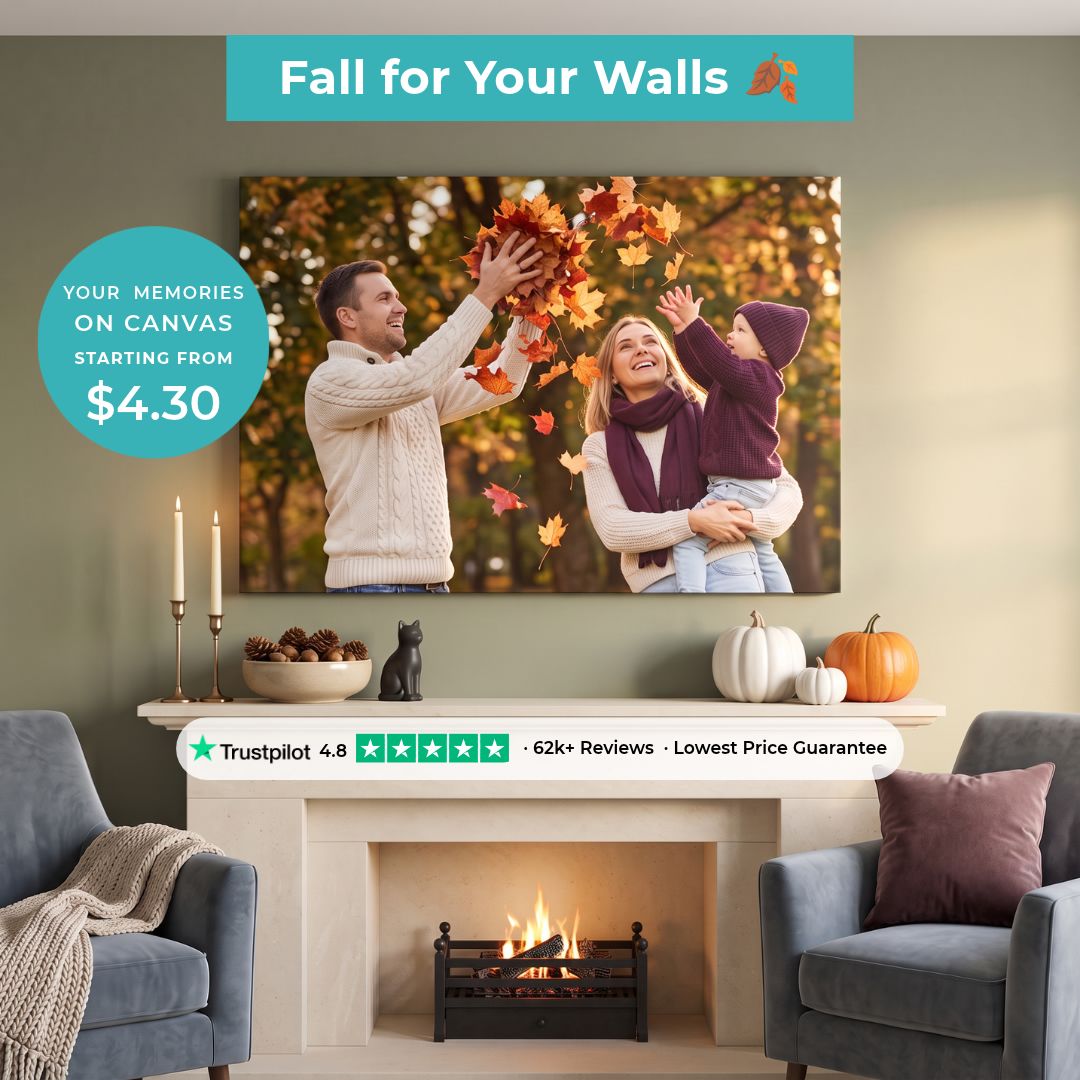 Fall for Your Walls 🍂
YOUR MEMORIES
ON CANVAS
STARTING FROM
$4.30
Trustpilot 4.8 · 62k+ Reviews · Lowest Price Guarantee